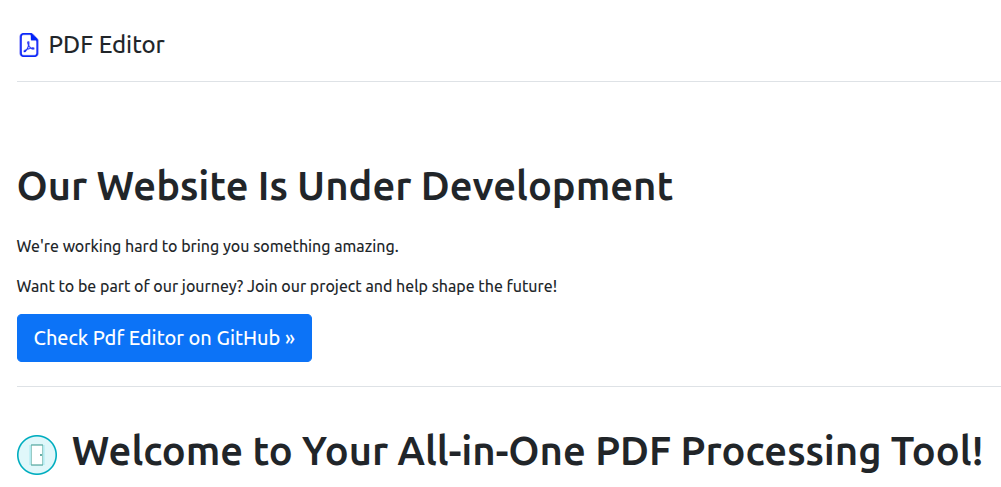 PDF Editor
Our Website Is Under Development
We're working hard to bring you something amazing.
Want to be part of our journey? Join our project and help shape the future!
Check Pdf Editor on GitHub »
Welcome to Your All-in-One PDF Processing Tool!